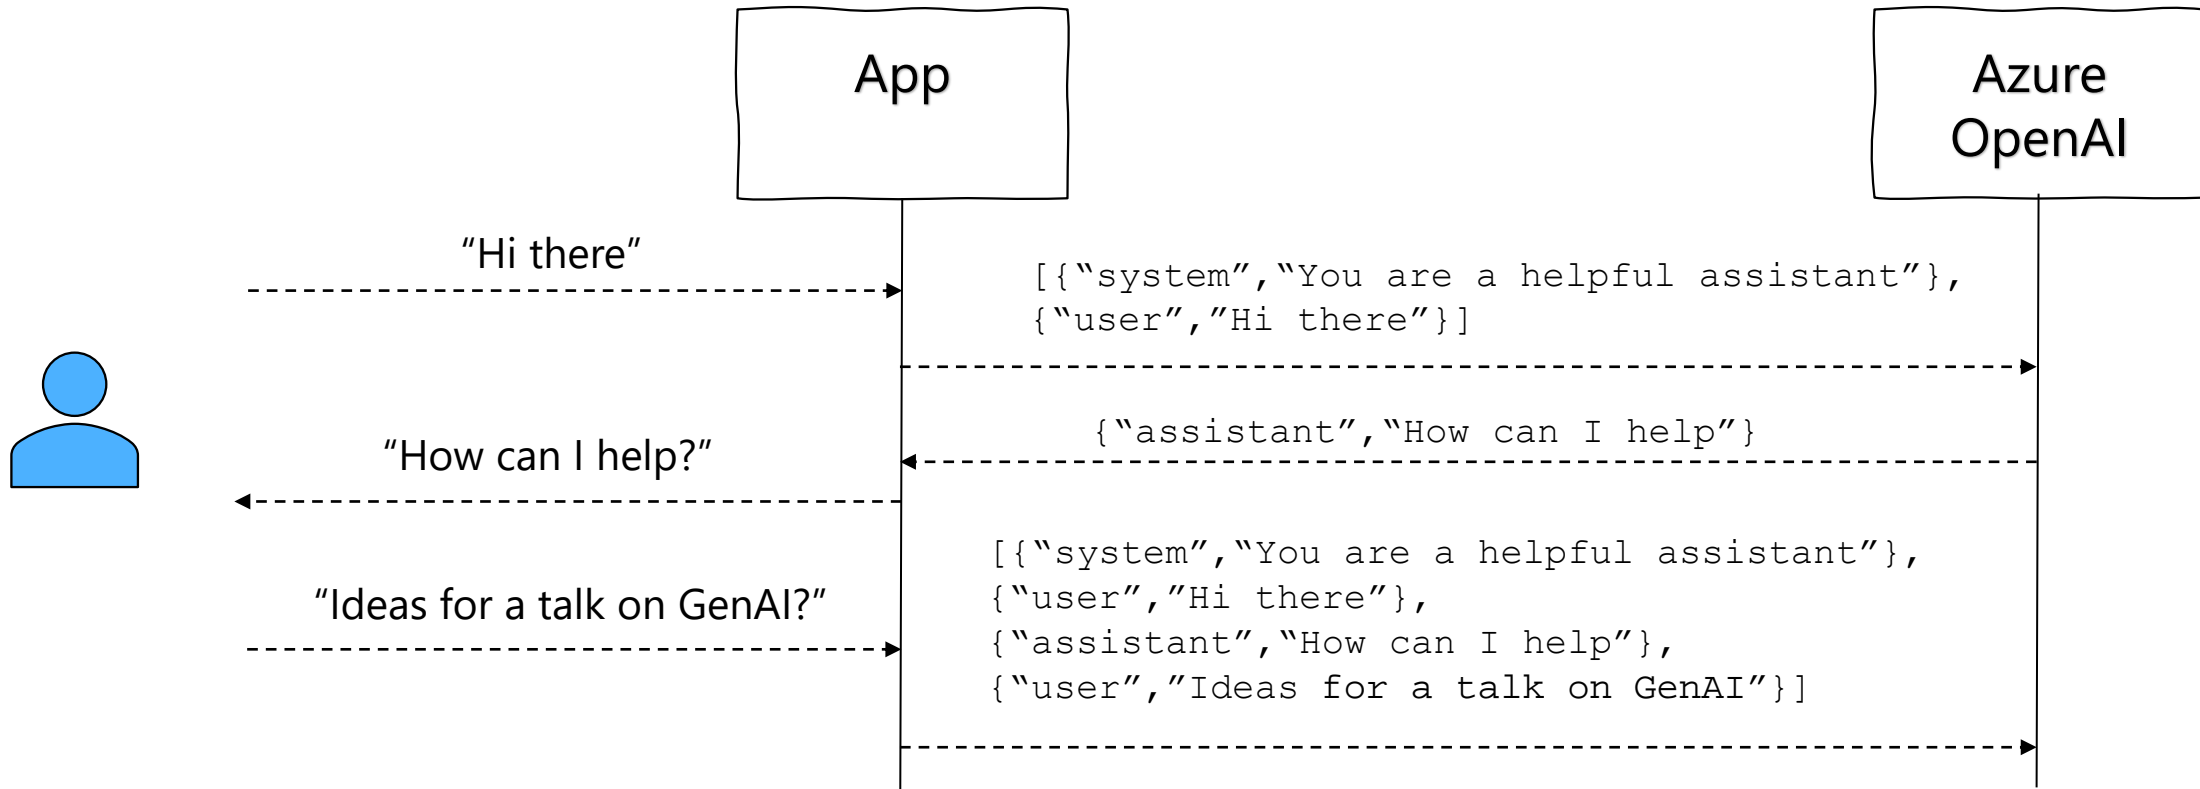 App
Azure
OpenAI
“Hi there”
[{“system”,“You are a helpful assistant”},
{“user”,”Hi there”}]
{“assistant”,“How can I help”}
“How can I help?”
[{“system”,“You are a helpful assistant”},
{“user”,”Hi there”},
{“assistant”,“How can I help”},
{“user”,”Ideas for a talk on GenAI”}]
“Ideas for a talk on GenAI?”